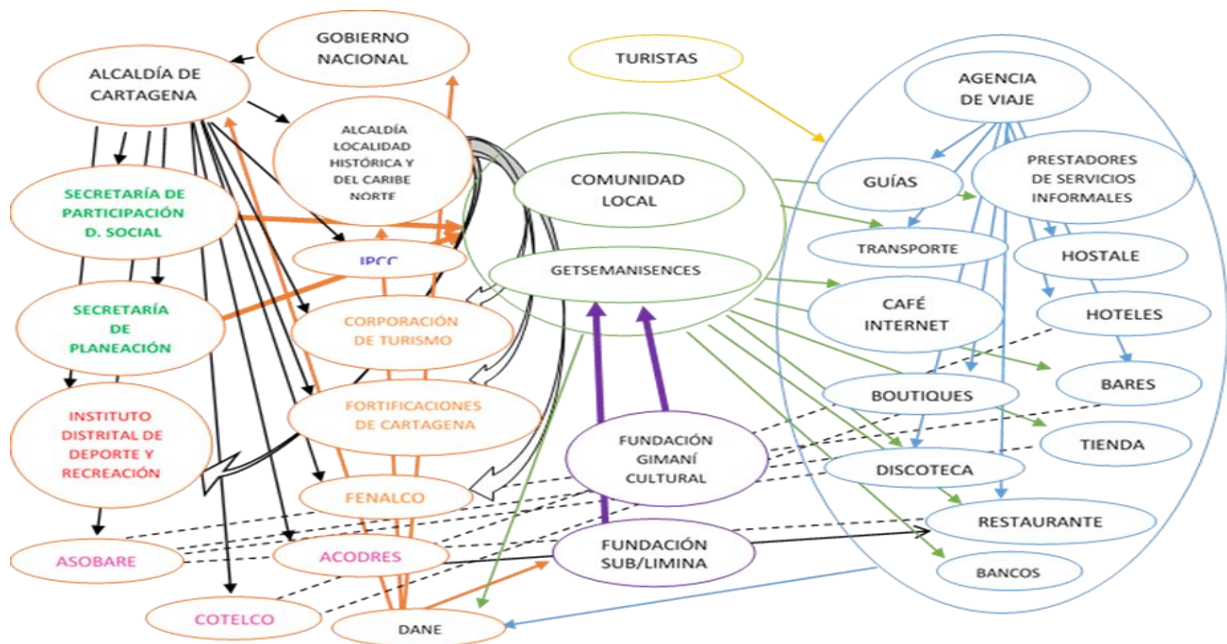 GOBIERNO
NACIONAL
ALCALDÍA DE
CARTAGENA
ALCALDÍA
LOCALIDAD
HISTÓRICA Y
DEL CARIBE
NORTE
SECRETARÍA DE
PARTICIPACIÓN
D. SOCIAL
IPCC
SECRETARÍA
DE
PLANEACIÓN
CORPORACIÓN
DE TURISMO
INSTITUTO
DISTRITAL DE
DEPORTE Y
RECREACIÓN
FORTIFICACIONES
DE CARTAGENA
FENALCO
ASOBARE
ACODRES
COTELCO
DANE
TURISTAS
COMUNIDAD
LOCAL
GETSEMANISENCES
FUNDACIÓN
GIMANÍ
CULTURAL
FUNDACIÓN
SUB/LIMINA
AGENCIA
DE VIAJE
GUÍAS
PRESTADORES
DE SERVICIOS
INFORMALES
TRANSPORTE
HOSTALE
CAFÉ
INTERNET
HOTELES
BOUTIQUES
BARES
TIENDA
DISCOTECA
RESTAURANTE
BANCOS